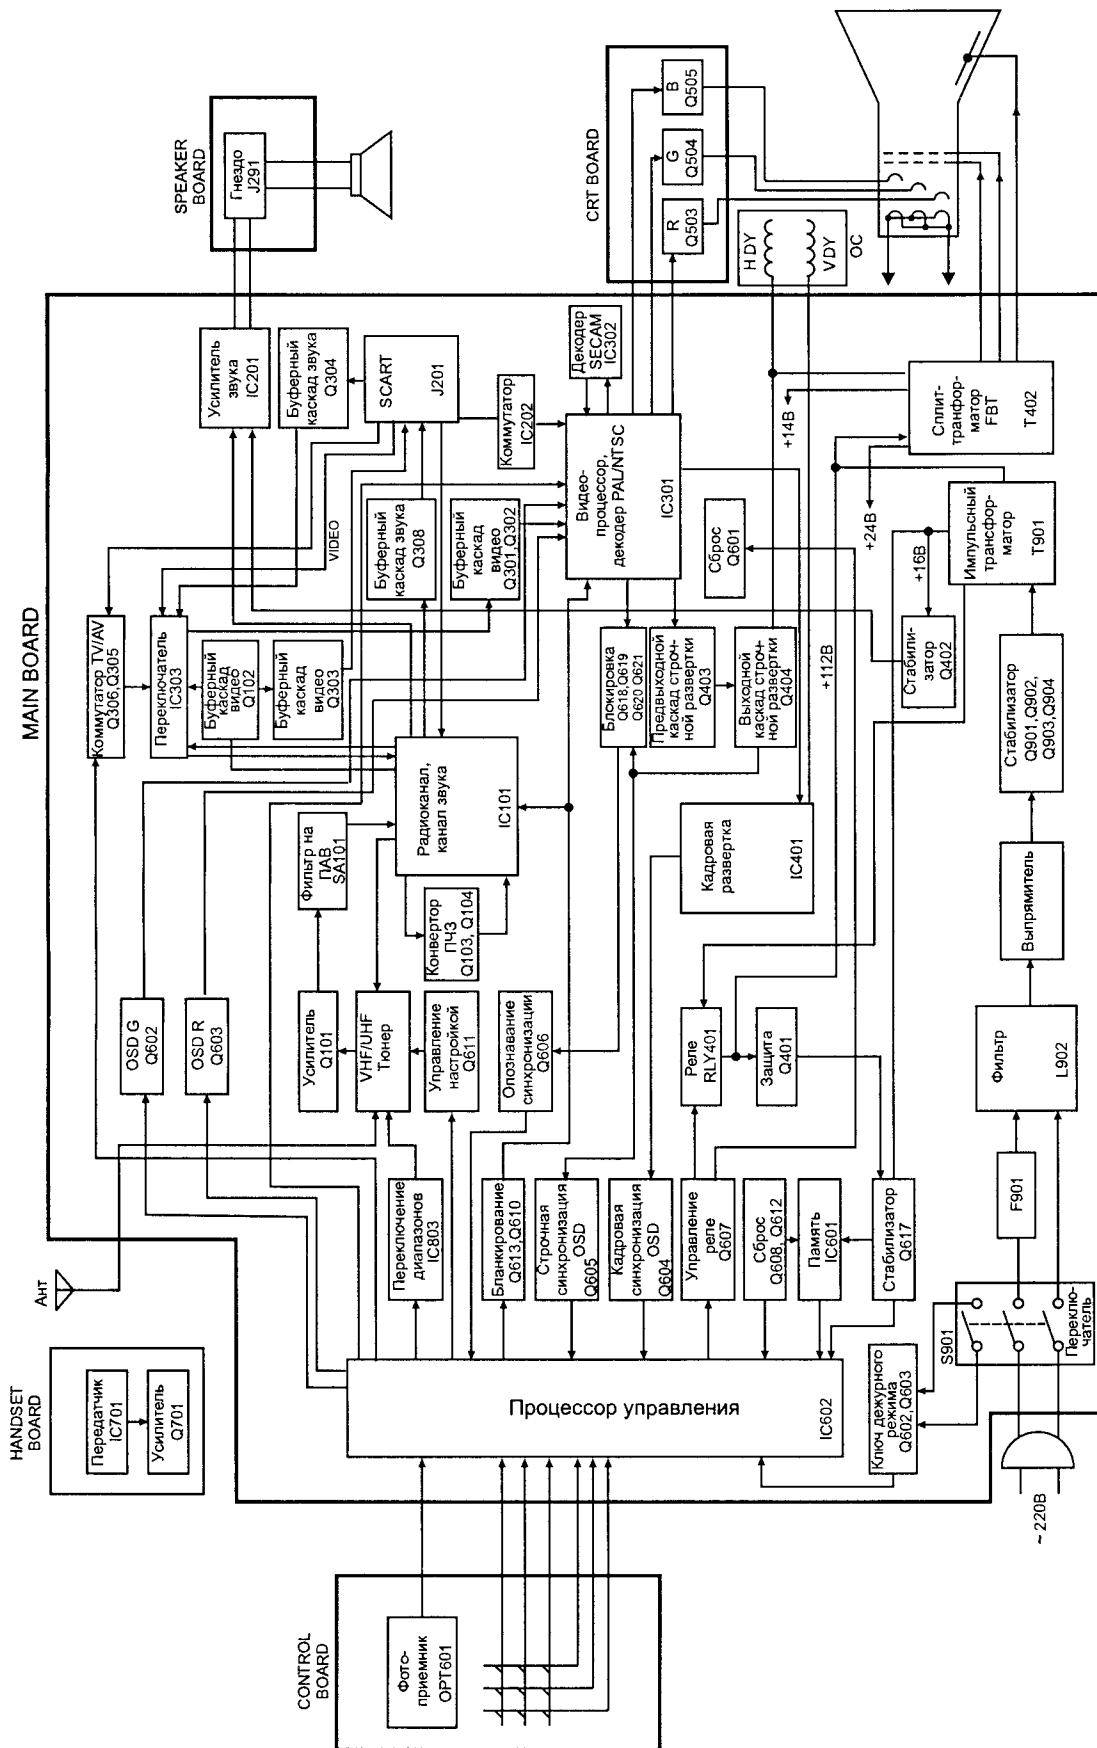 MAIN BOARD
HANDSET
BOARD
Передатчик
IC701
Усилитель
Q701
Ант
SPEAKER
BOARD
Гнездо
J291
CRT BOARD
R
Q503
G
Q504
B
Q505
H DY
V DY
ОС
OSD G
Q602
OSD R
Q603
Коммутатор TV/AV
Q306,Q305
Переключатель
IC303
Буферный
каскад
видео
Q102
Буферный
каскад
видео
Q303
VIDEO
Усилитель
звука
IC201
Буферный
каскад звука
Q304
SCART
J201
Коммутатор
IC202
Буферный
каскад звука
Q308
Буферный
каскад
видео
Q301,Q302
Декодер
SECAM
IC302
Видео-
процессор,
декодер PAL/NTSC
IC301
Усилитель
Q101
Фильтр на
ПАВ
SA101
Радиоканал,
канал звука
IC101
Конвертор
ПЧЗ
Q103, Q104
VHF/UHF
Тюнер
Управление
настройкой
Q611
Опознавание
синхронизации
Q606
Блокировка
Q618,Q619
Q620 Q621
Предвыходной
каскад строч-
ной развертки
Q403
Выходной
каскад строч-
ной развертки
Q404
Сброс
Q601
Кадровая
развертка
IC401
Реле
RLY401
Защита
Q401
+14В
+24В
+16В
+112В
Сплит-
транфор-
матор
FBT
T402
Импульсный
трансфор-
матор
T901
Стабили-
затор
Q402
Стабилизатор
Q901,Q902,
Q903,Q904
Выпрямитель
Фильтр
L902
F901
S901
Переклю-
чатель
~ 220В
Переключение
диапазонов
IC803
Бланкирование
Q613,Q610
Строчная
синхронизация
OSD
Q605
Кадровая
синхронизация
OSD
Q604
Управление
реле
Q607
Сброс
Q608, Q612
Память
IC601
Стабилизатор
Q617
Процессор управления
IC602
Ключ дежурного
режима
Q602,Q603
CONTROL
BOARD
Фото-
приемник
OPT601